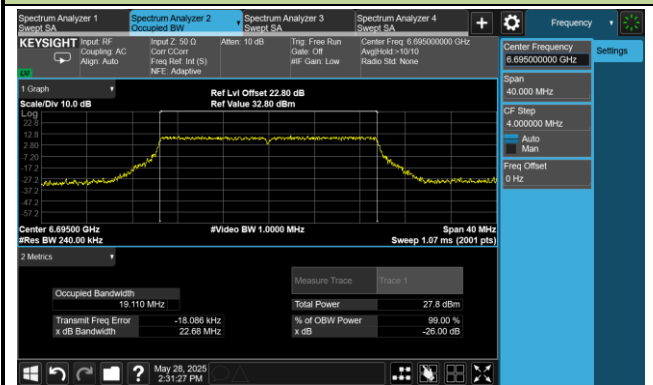 Spectrum Analyzer 1
Swept SA
Spectrum Analyzer 2
Occupied BW
Spectrum Analyzer 3
Swept SA
Spectrum Analyzer 4
Swept SA
+
Frequency
KEYSIGHT
Input: RF
Coupling: AC
Align: Auto
Input Z: 50 Ω
Corr CCorr
Freq Ref: Int (S)
NFE: Adaptive
Atten: 10 dB
Trig: Free Run
Gate: Off
#IF Gain: Low
Center Freq: 6.695000000 GHz
Avg|Hold:>10/10
Radio Std: None
Center Frequency
6.695000000 GHz
Settings
Span
40.000 MHz
CF Step
4.000000 MHz
Auto
Man
Freq Offset
0 Hz
1 Graph
Scale/Div 10.0 dB
Ref Lvl Offset 22.80 dB
Ref Value 32.80 dBm
Log
22.8
12.8
2.80
-7.20
-17.2
-27.2
-37.2
-47.2
-57.2
Center 6.69500 GHz
#Res BW 240.00 kHz
#Video BW 1.0000 MHz
Span 40 MHz
Sweep 1.07 ms (2001 pts)
2 Metrics
Measure Trace
Trace 1
Occupied Bandwidth
19.110 MHz
Total Power
27.8 dBm
Transmit Freq Error
-18.086 kHz
% of OBW Power
99.00 %
x dB Bandwidth
22.68 MHz
x dB
-26.00 dB
?
May 28, 2025
2:31:27 PM